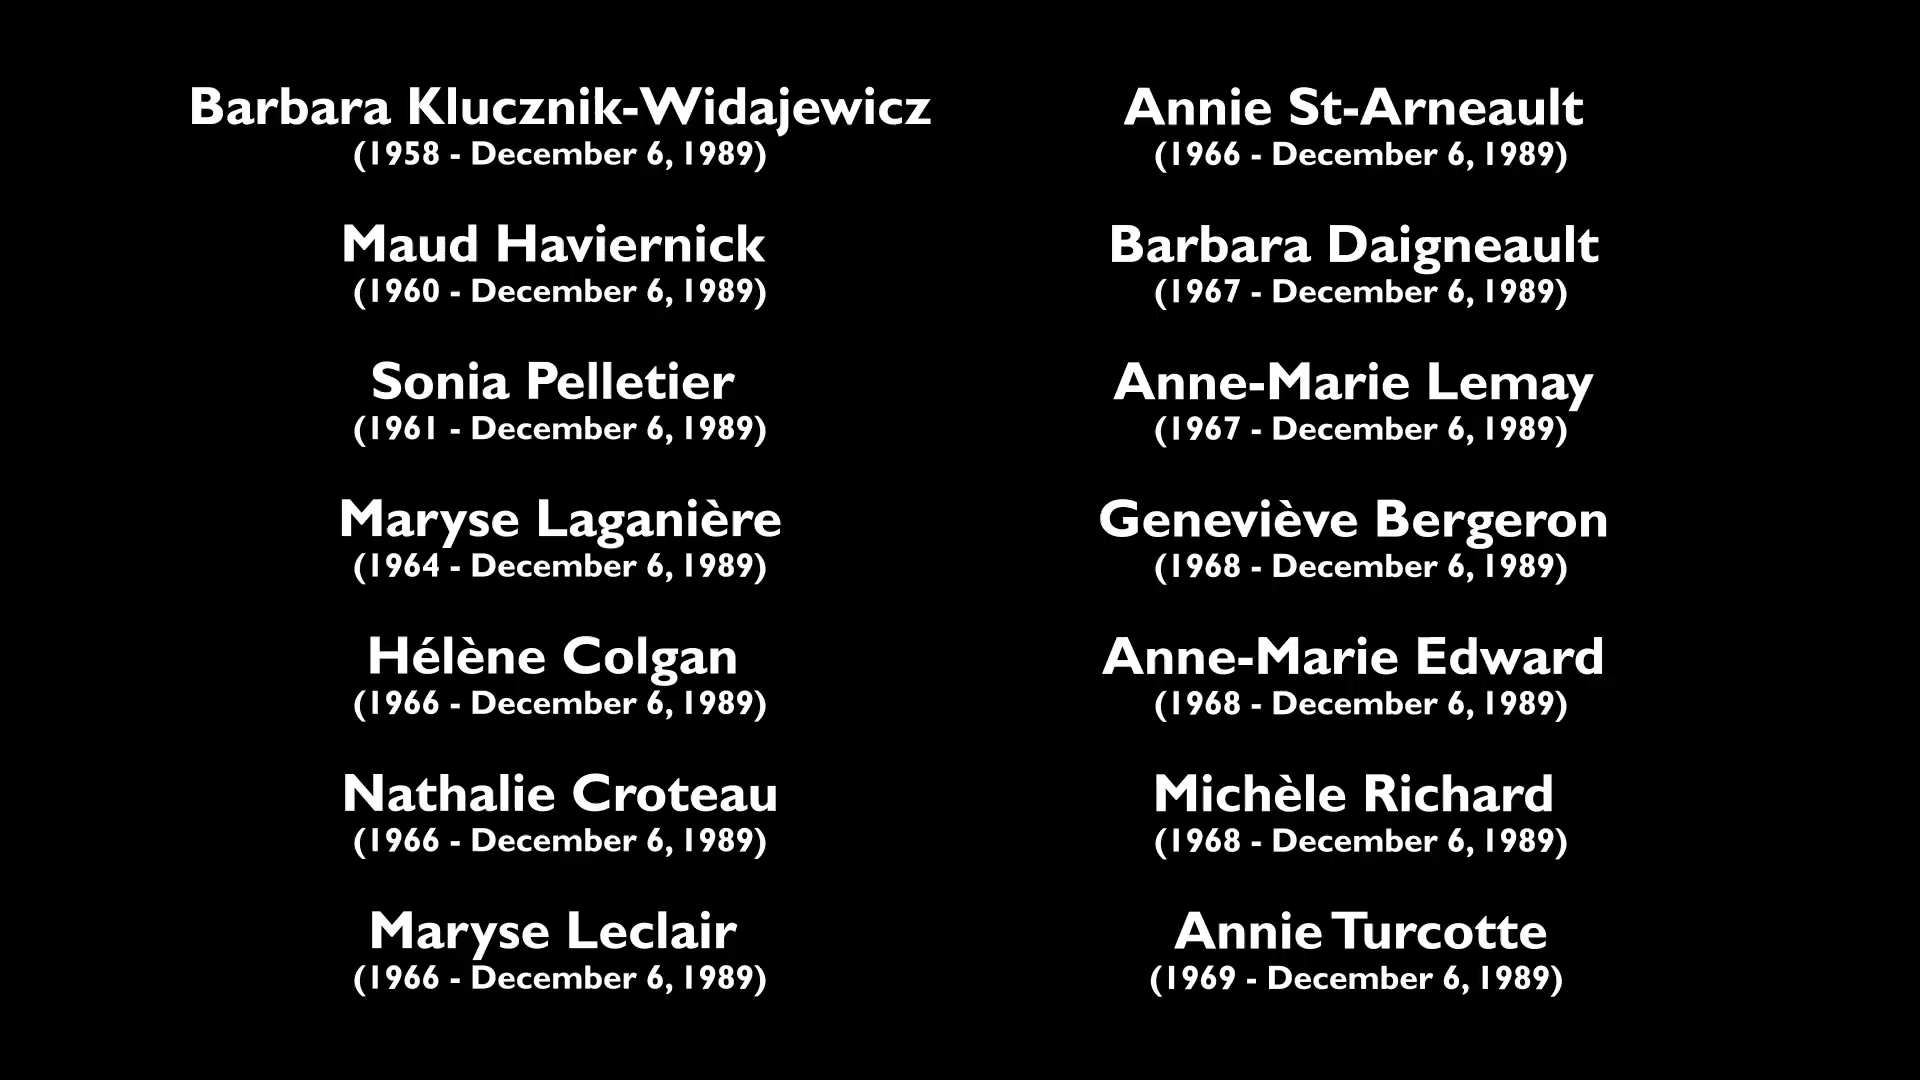 Barbara Klucznik-Widajewicz
(1958 - December 6, 1989)
Maud Haviernick
(1960 - December 6, 1989)
Sonia Pelletier
(1961 - December 6, 1989)
Maryse Laganière
(1964 - December 6, 1989)
Hélène Colgan
(1966 - December 6, 1989)
Nathalie Croteau
(1966 - December 6, 1989)
Maryse Leclair
(1966 - December 6, 1989)
Annie St-Arneault
(1966 - December 6, 1989)
Barbara Daigneault
(1967 - December 6, 1989)
Anne-Marie Lemay
(1967 - December 6, 1989)
Geneviève Bergeron
(1968 - December 6, 1989)
Anne-Marie Edward
(1968 - December 6, 1989)
Michèle Richard
(1968 - December 6, 1989)
Annie Turcotte
(1969 - December 6, 1989)